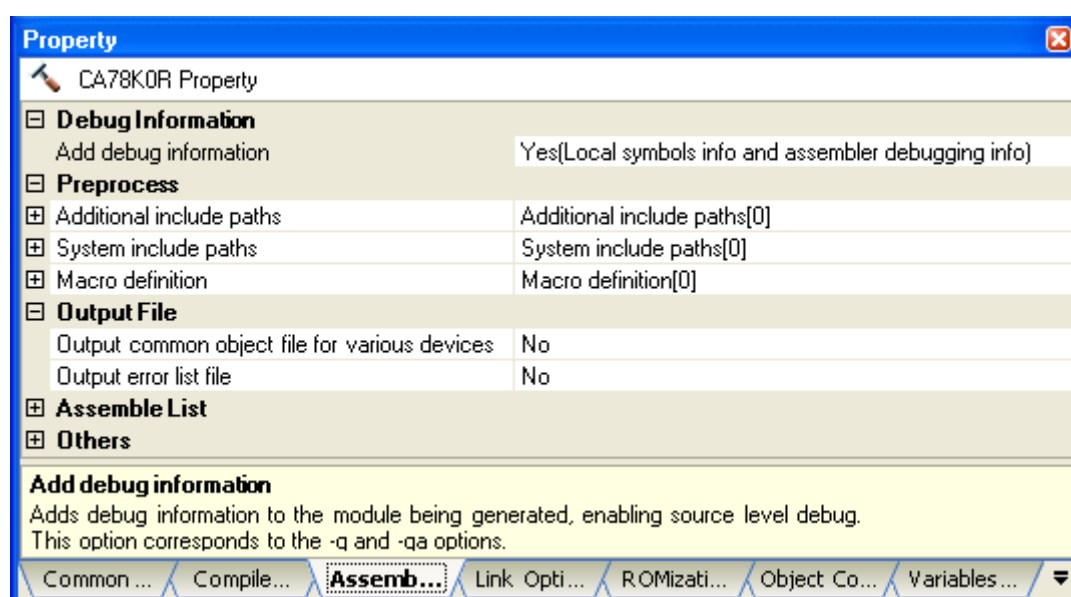 Property
CA78K0R Property
Debug Information
Add debug information Yes(Local symbols info and assembler debugging info)
Preprocess
Additional include paths Additional include paths[0]
System include paths System include paths[0]
Macro definition Macro definition[0]
Output File
Output common object file for various devices No
Output error list file No
Assemble List
Others
Add debug information
Adds debug information to the module being generated, enabling source level debug.
This option corresponds to the -g and -ga options.
Common ... Compile... Assemb... Link Opti... ROMizati... Object Co... Variables ...